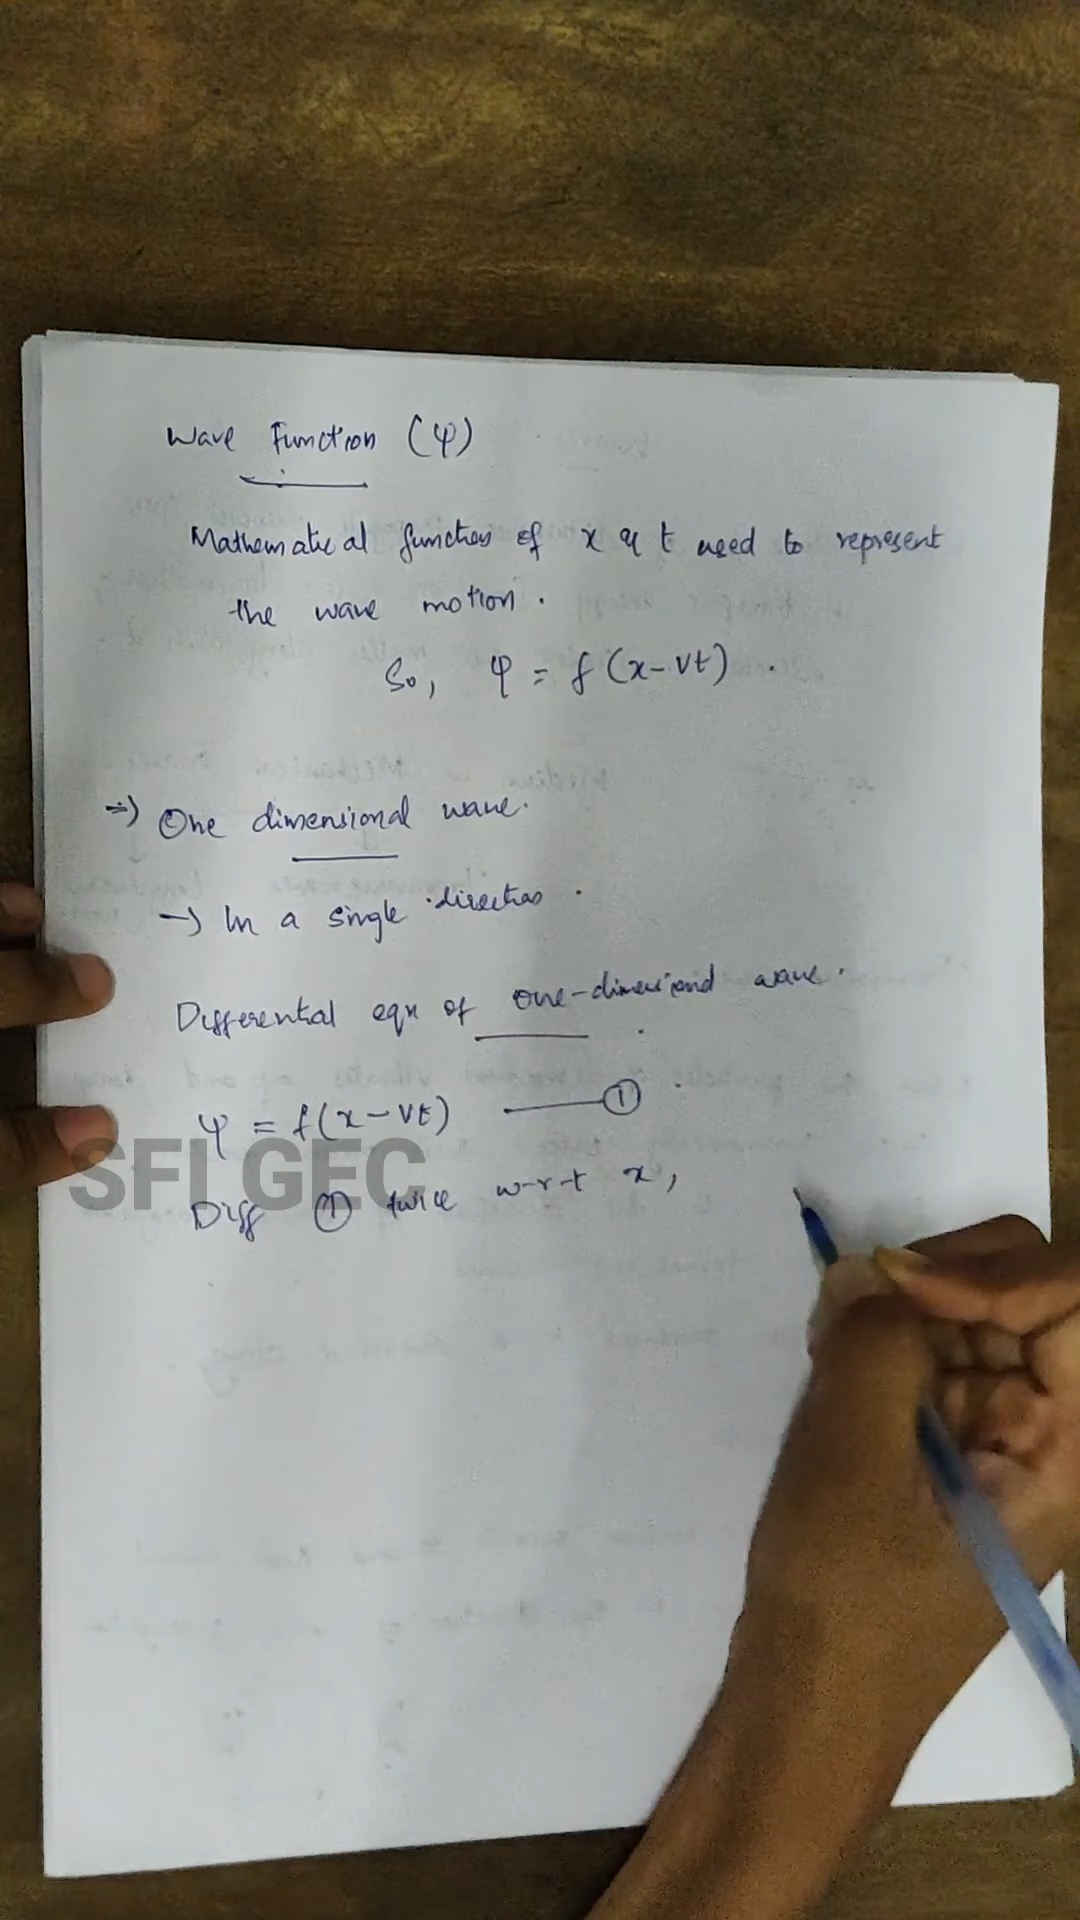 Wave Function (ψ)
Mathematical function of x & t used to represent
the wave motion.
So, ψ = f(x-vt).
⇒) One dimensional wave.
→ In a single direction.
Differential eqn of one-dimensional wave.
ψ = f(x-vt) ——①
SFI GEC
Diff ① twice w-r-t x,